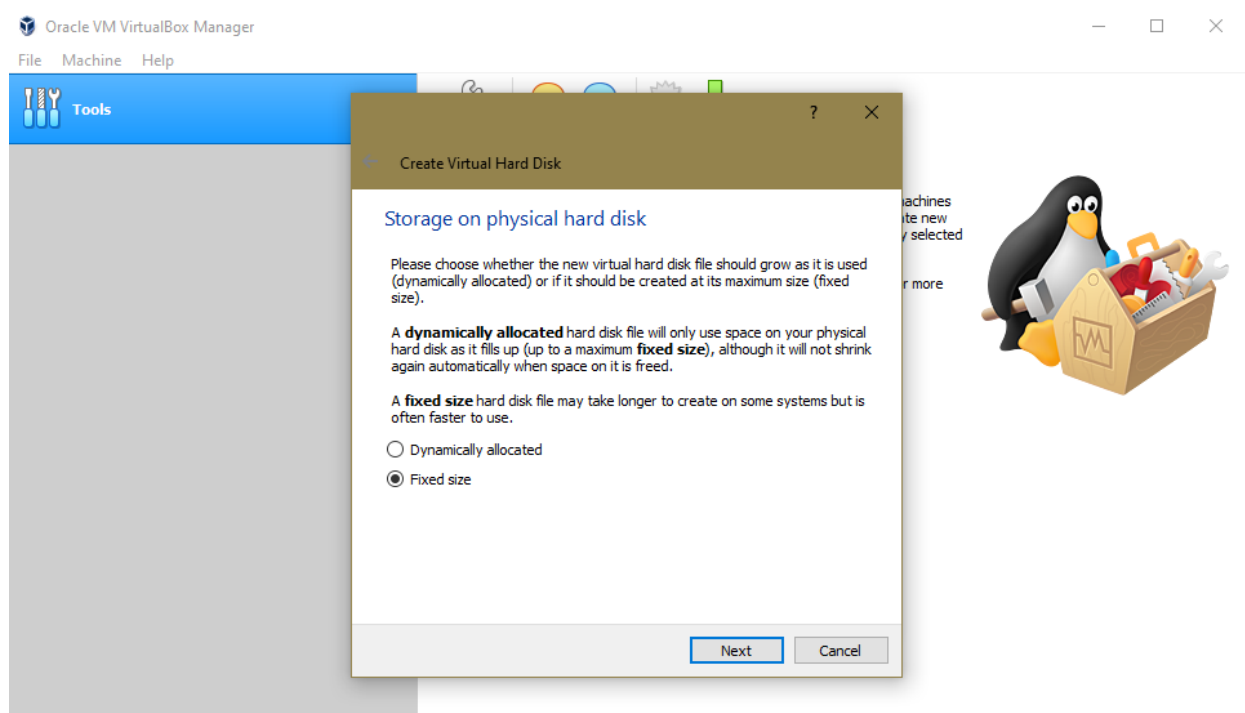 Oracle VM VirtualBox Manager
File Machine Help
Tools
Create Virtual Hard Disk
Storage on physical hard disk
Please choose whether the new virtual hard disk file should grow as it is used
(dynamically allocated) or if it should be created at its maximum size (fixed
size).
A dynamically allocated hard disk file will only use space on your physical
hard disk as it fills up (up to a maximum fixed size), although it will not shrink
again automatically when space on it is freed.
A fixed size hard disk file may take longer to create on some systems but is
often faster to use.
Dynamically allocated
Fixed size
Next Cancel
new
selected
more